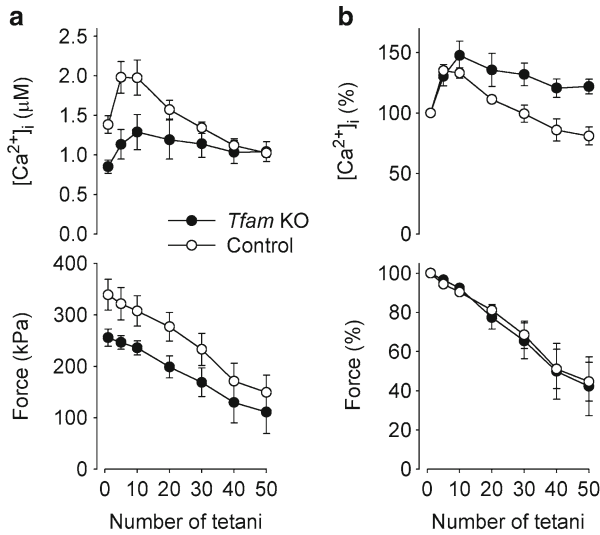 a
b
[Ca2+]i (μM)
2.5
2.0
1.5
1.0
0.5
0.0
[Ca2+]i (%)
150
100
50
0
Tfam KO
Control
Force (kPa)
400
300
200
100
0
0 10 20 30 40 50
Number of tetani
Force (%)
100
80
60
40
20
0
0 10 20 30 40 50
Number of tetani